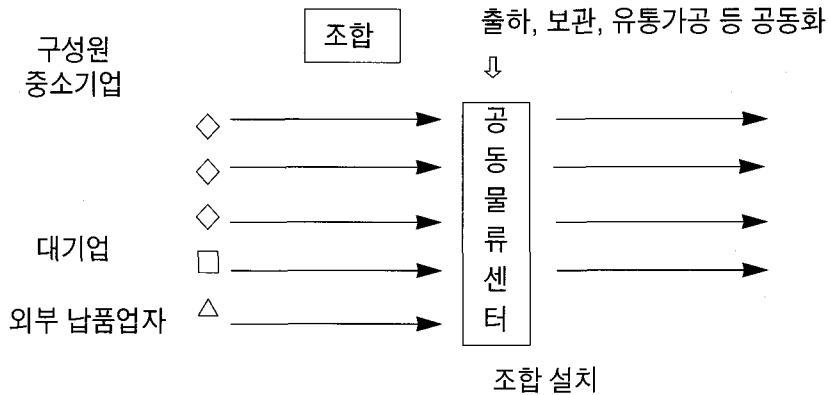 출하, 보관, 유통가공 등 공동화
조합
구성원
중소기업
공동물류센터
대기업
외부 납품업자
조합 설치